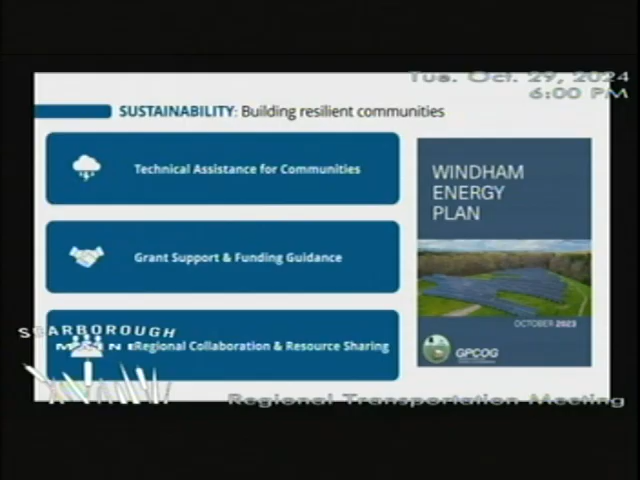 Tue. Oct. 29, 2024
6:00 PM
SUSTAINABILITY: Building resilient communities
Technical Assistance for Communities
Grant Support & Funding Guidance
Regional Collaboration & Resource Sharing
WINDHAM
ENERGY
PLAN
OCTOBER 2023
GPCOG
SCARBOROUGH
MAINE
Regional Transportation Meeting